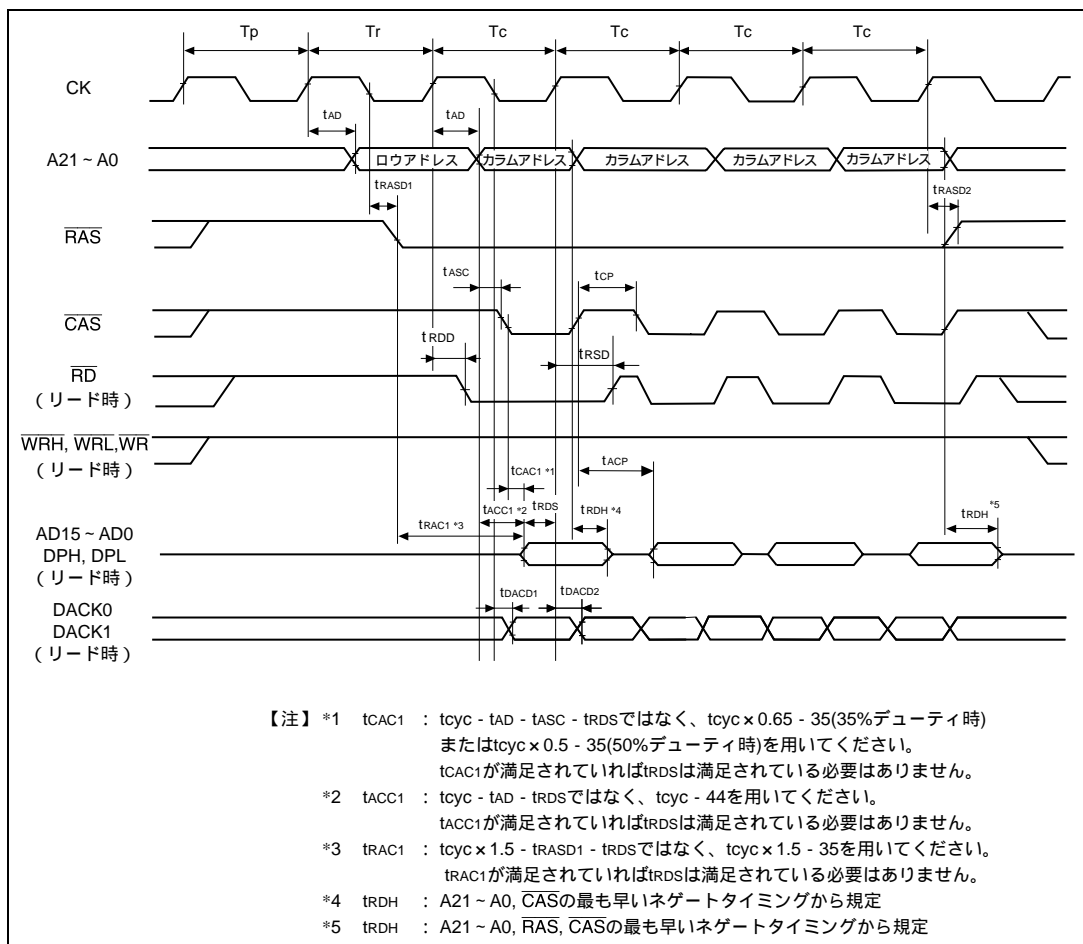 Tp Tr Tc Tc Tc Tc
CK
tAD tAD
A21 ~ A0 ロウアドレス カラムアドレス カラムアドレス カラムアドレス カラムアドレス
tRASD1 tRASD2
RAS
tASC tCP
CAS
tRDD tRSD
RD
(リード時)
WRH, WRL,WR
(リード時)
tCAC1 *1 tACP
tACC1 *2 tRDS tRDH *4 tRDH *5
tRAC1 *3
AD15 ~ AD0
DPH, DPL
(リード時)
tDACD1 tDACD2
DACK0
DACK1
(リード時)
【注】 *1 tCAC1 : tcyc - tAD - tASC - tRDSではなく、tcyc × 0.65 - 35(35%デューティ時)
またはtcyc × 0.5 - 35(50%デューティ時)を用いてください。
tCAC1が満足されていればtRDSは満足されている必要はありません。
*2 tACC1 : tcyc - tAD - tRDSではなく、tcyc - 44を用いてください。
tACC1が満足されていればtRDSは満足されている必要はありません。
*3 tRAC1 : tcyc × 1.5 - tRASD1 - tRDSではなく、tcyc × 1.5 - 35を用いてください。
tRAC1が満足されていればtRDSは満足されている必要はありません。
*4 tRDH : A21 ~ A0, CASの最も早いネゲートタイミングから規定
*5 tRDH : A21 ~ A0, RAS, CASの最も早いネゲートタイミングから規定